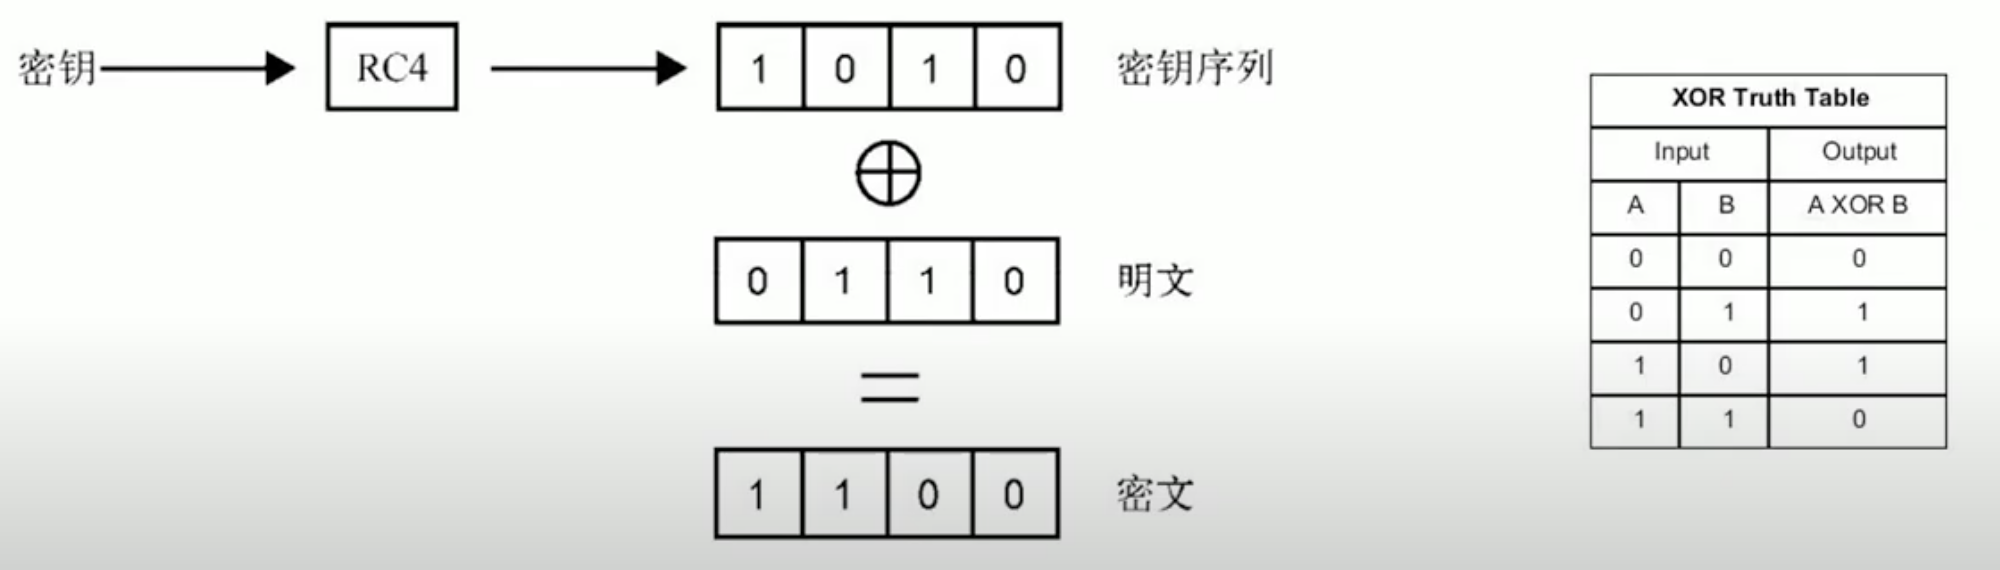 密钥 RC4 1 0 1 0 密钥序列
0 1 1 0 明文
1 1 0 0 密文
XOR Truth Table
Input Output
A B A XOR B
0 0 0
0 1 1
1 0 1
1 1 0